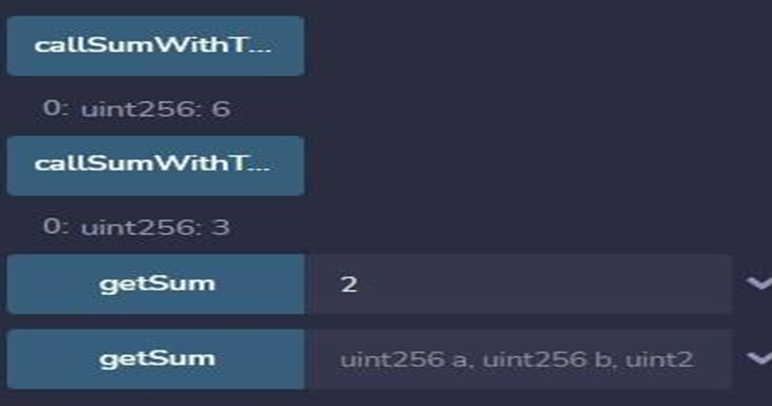 callSumWithT...
0: uint256: 6
callSumWithT...
0: uint256: 3
getSum 2
getSum uint256 a, uint256 b, uint2